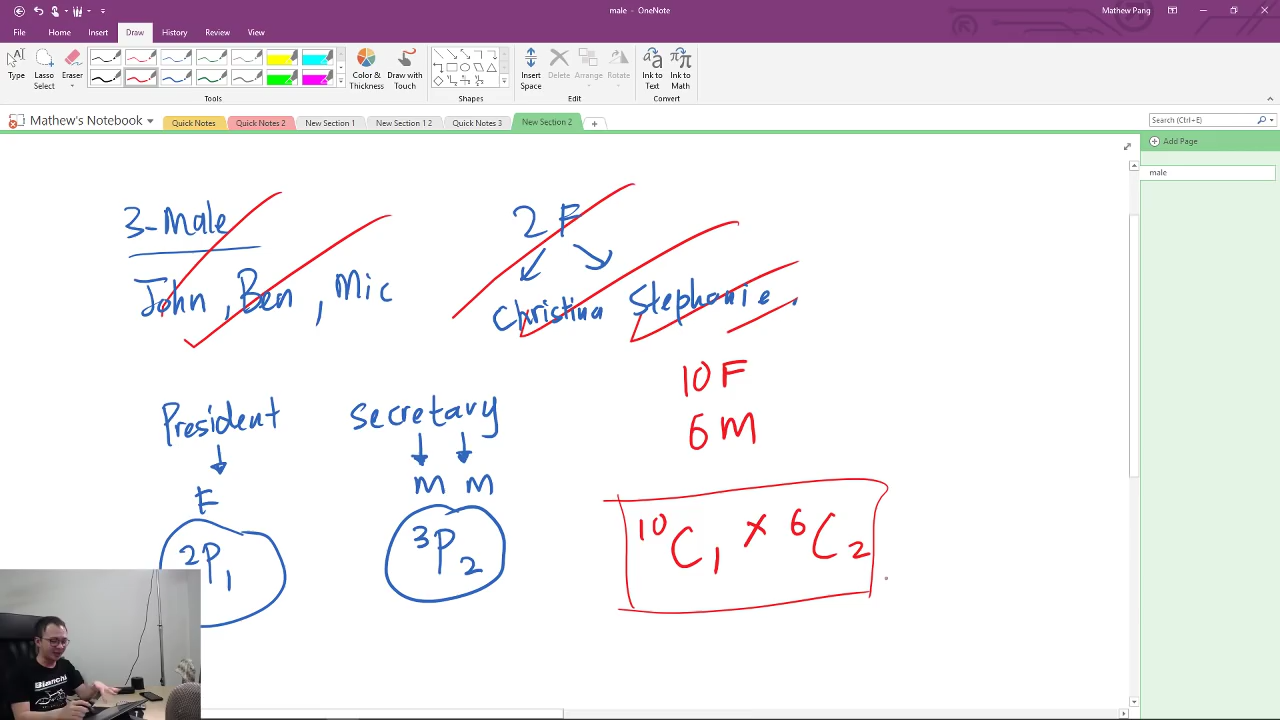 male - OneNote
Mathew Pang
File Home Insert Draw History Review View
Type
Lasso Select
Eraser
Color & Thickness
Draw with Touch
Insert Space
Delete
Arrange
Rotate
Ink to Text
Ink to Math
Tools
Shapes
Edit
Convert
Mathew's Notebook
Quick Notes
Quick Notes 2
New Section 1
New Section 1 2
Quick Notes 3
New Section 2
Search (Ctrl+E)
Add Page
male
3-Male
2 F
John, Ben, Mic
Christina Stephanie.
10 F
6 M
President
Secretary
F
M M
²P₁
³P₂
¹⁰C₁ × ⁶C₂
Bianchi